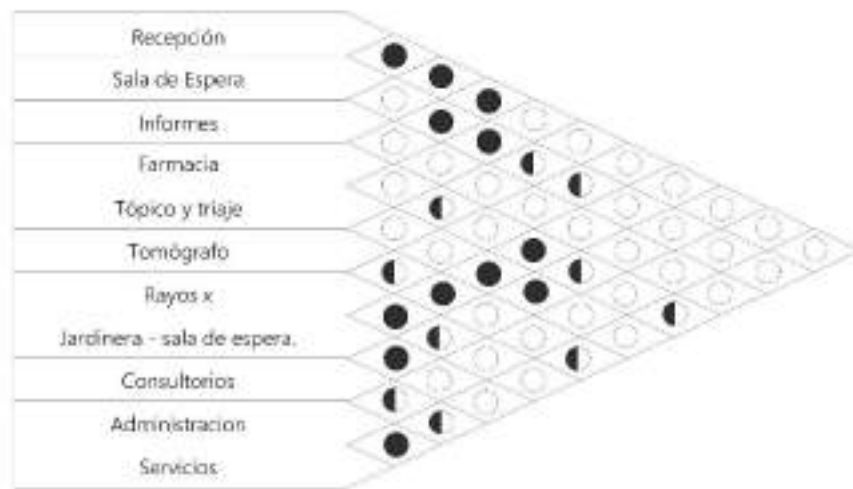 Recepción
Sala de Espera
Informes
Farmacia
Tópico y triaje
Tomógrafo
Rayos x
Jardinera - sala de espera.
Consultorios
Administracion
Servicios